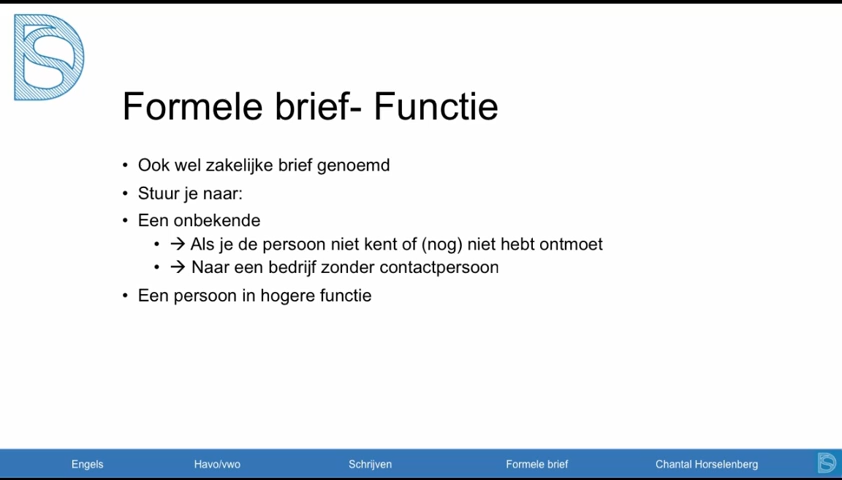 Formele brief- Functie
• Ook wel zakelijke brief genoemd
• Stuur je naar:
• Een onbekende
• → Als je de persoon niet kent of (nog) niet hebt ontmoet
• → Naar een bedrijf zonder contactpersoon
• Een persoon in hogere functie
Engels Havo/vwo Schrijven Formele brief Chantal Horselenberg